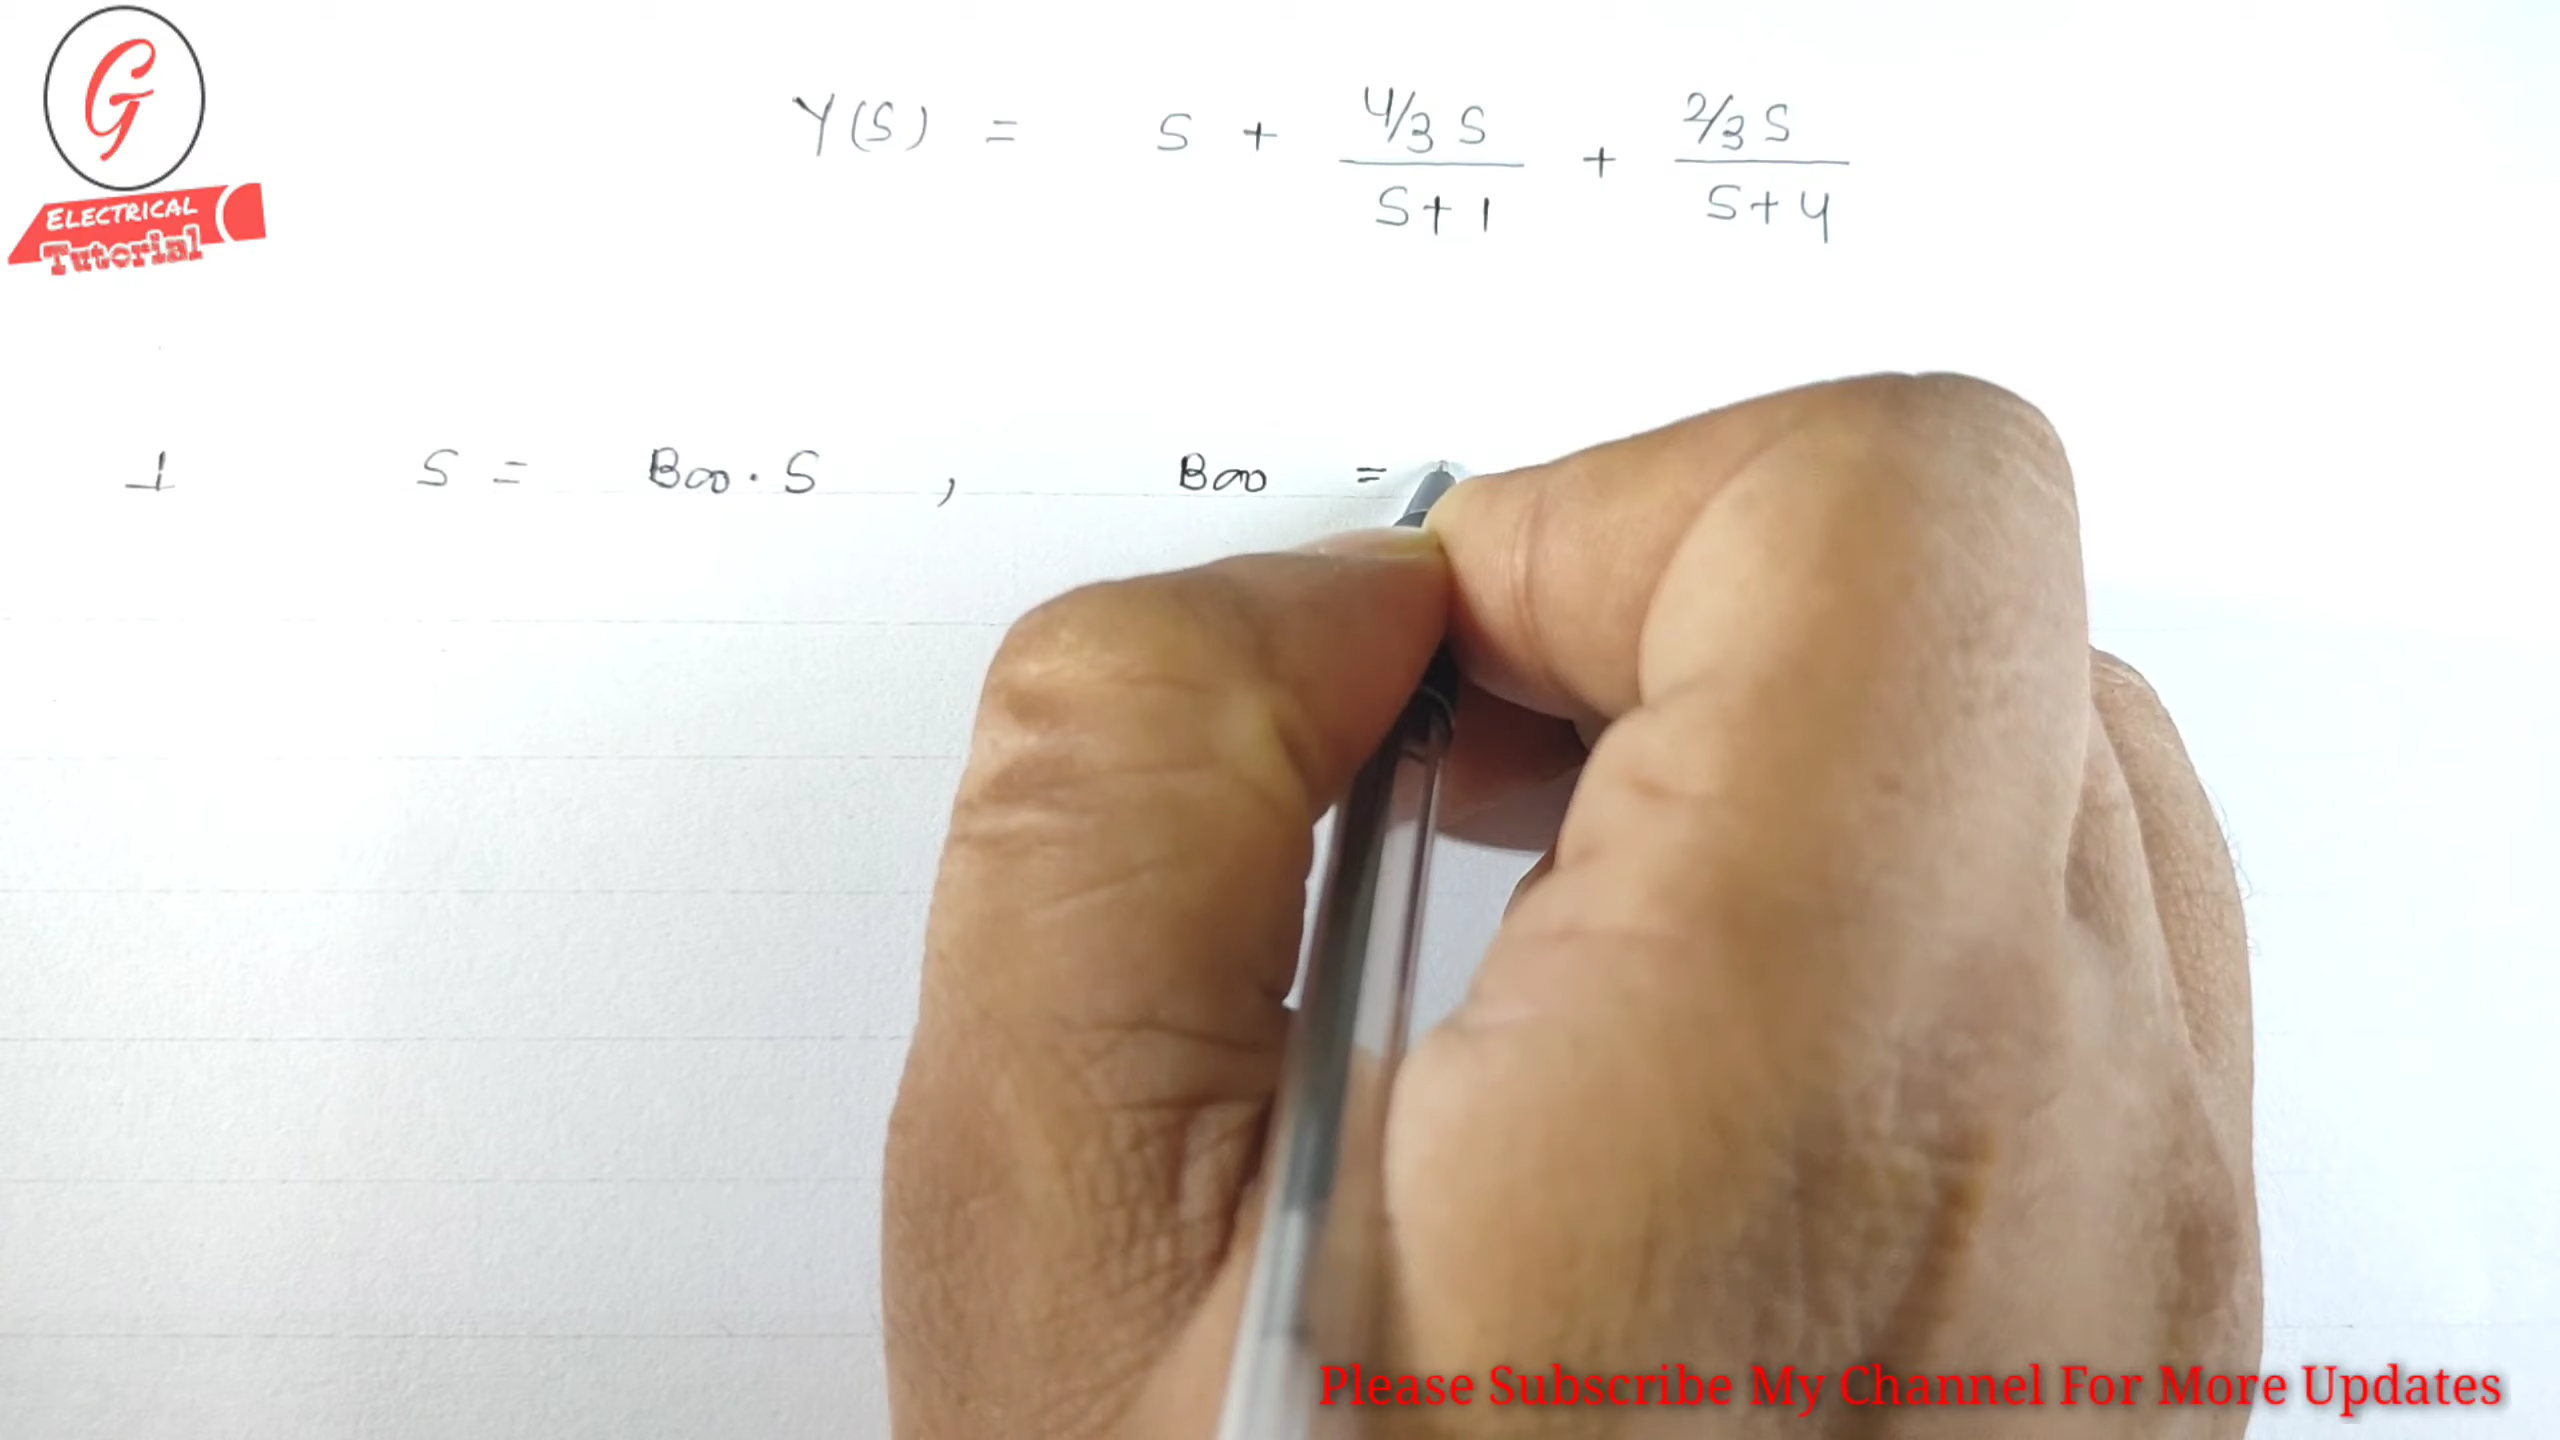 G
ELECTRICAL
Tutorial
Y(S) = S + 4/3 S / S+1 + 2/3 S / S+4
1 S = B∞ · S , B∞ =
Please Subscribe My Channel For More Updates